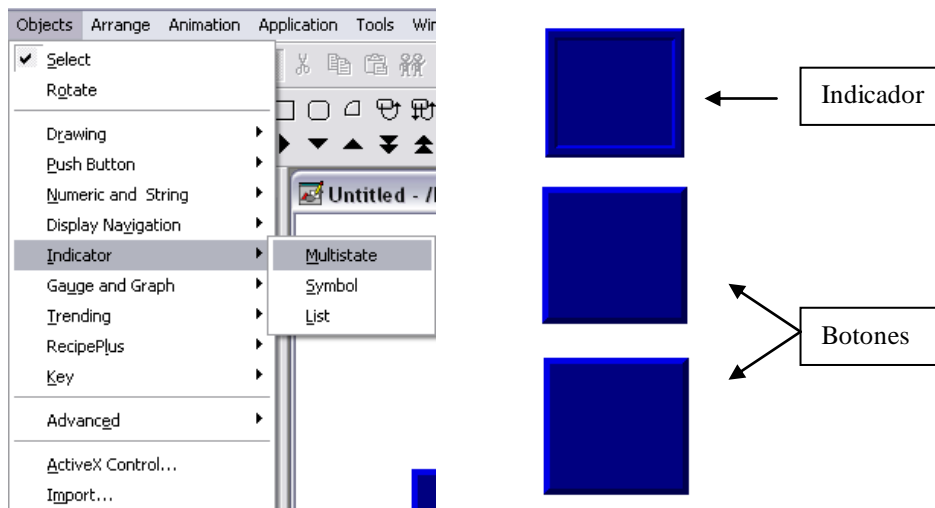 Objects Arrange Animation Application Tools
Select
Rotate
Drawing
Push Button
Numeric and String
Display Navigation
Indicator
Gauge and Graph
Trending
RecipePlus
Key
Advanced
ActiveX Control...
Import...
Untitled - /
Multistate
Symbol
List
Indicador
Botones